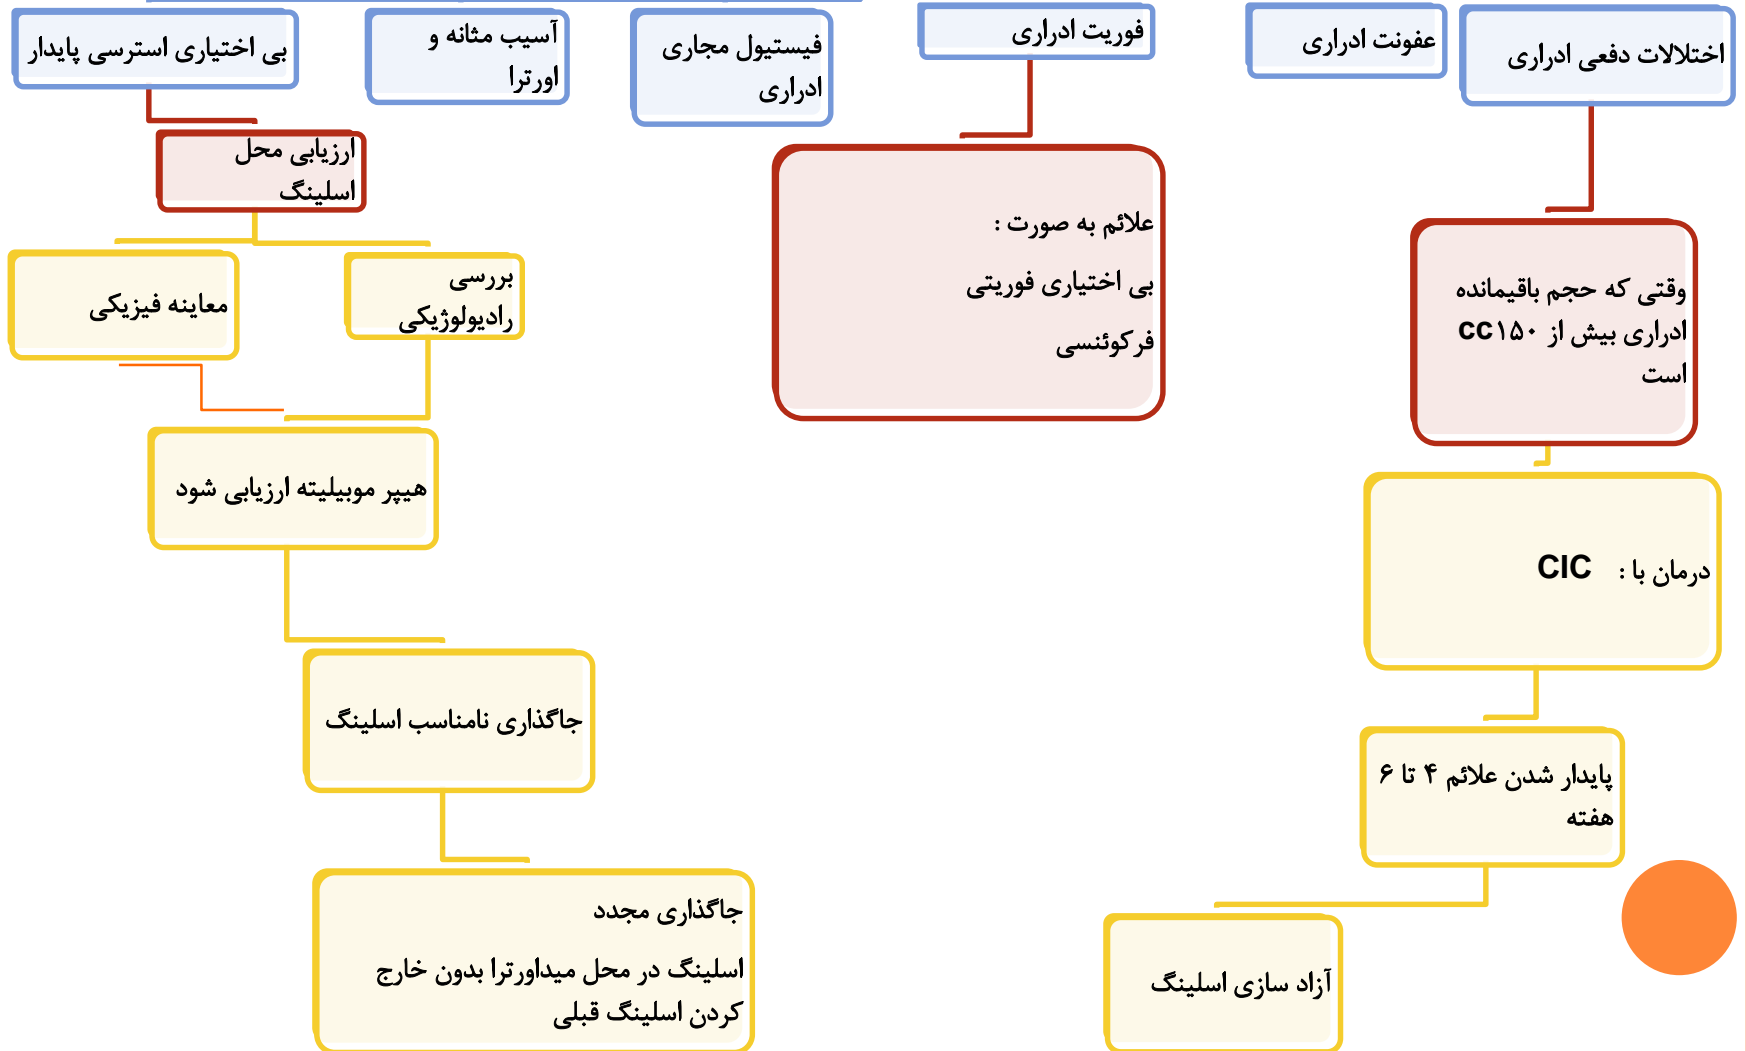 اختلالات دفعی ادراری
عفونت ادراری
فوریت ادراری
فیستیول مجاری
ادراری
آسیب مثانه و
اورترا
بی اختیاری استرسی پایدار
وقتی که حجم باقیمانده
ادراری بیش از ۱۵۰cc
است
درمان با : CIC
پایدار شدن علائم ۴ تا ۶
هفته
آزاد سازی اسلینگ
علائم به صورت :
بی اختیاری فوریتی
فرکوئنسی
ارزیابی محل
اسلینگ
بررسی
رادیولوژیکی
معاینه فیزیکی
هیپر موبیلیته ارزیابی شود
جاگذاری نامناسب اسلینگ
جاگذاری مجدد
اسلینگ در محل میداورترا بدون خارج
کردن اسلینگ قبلی